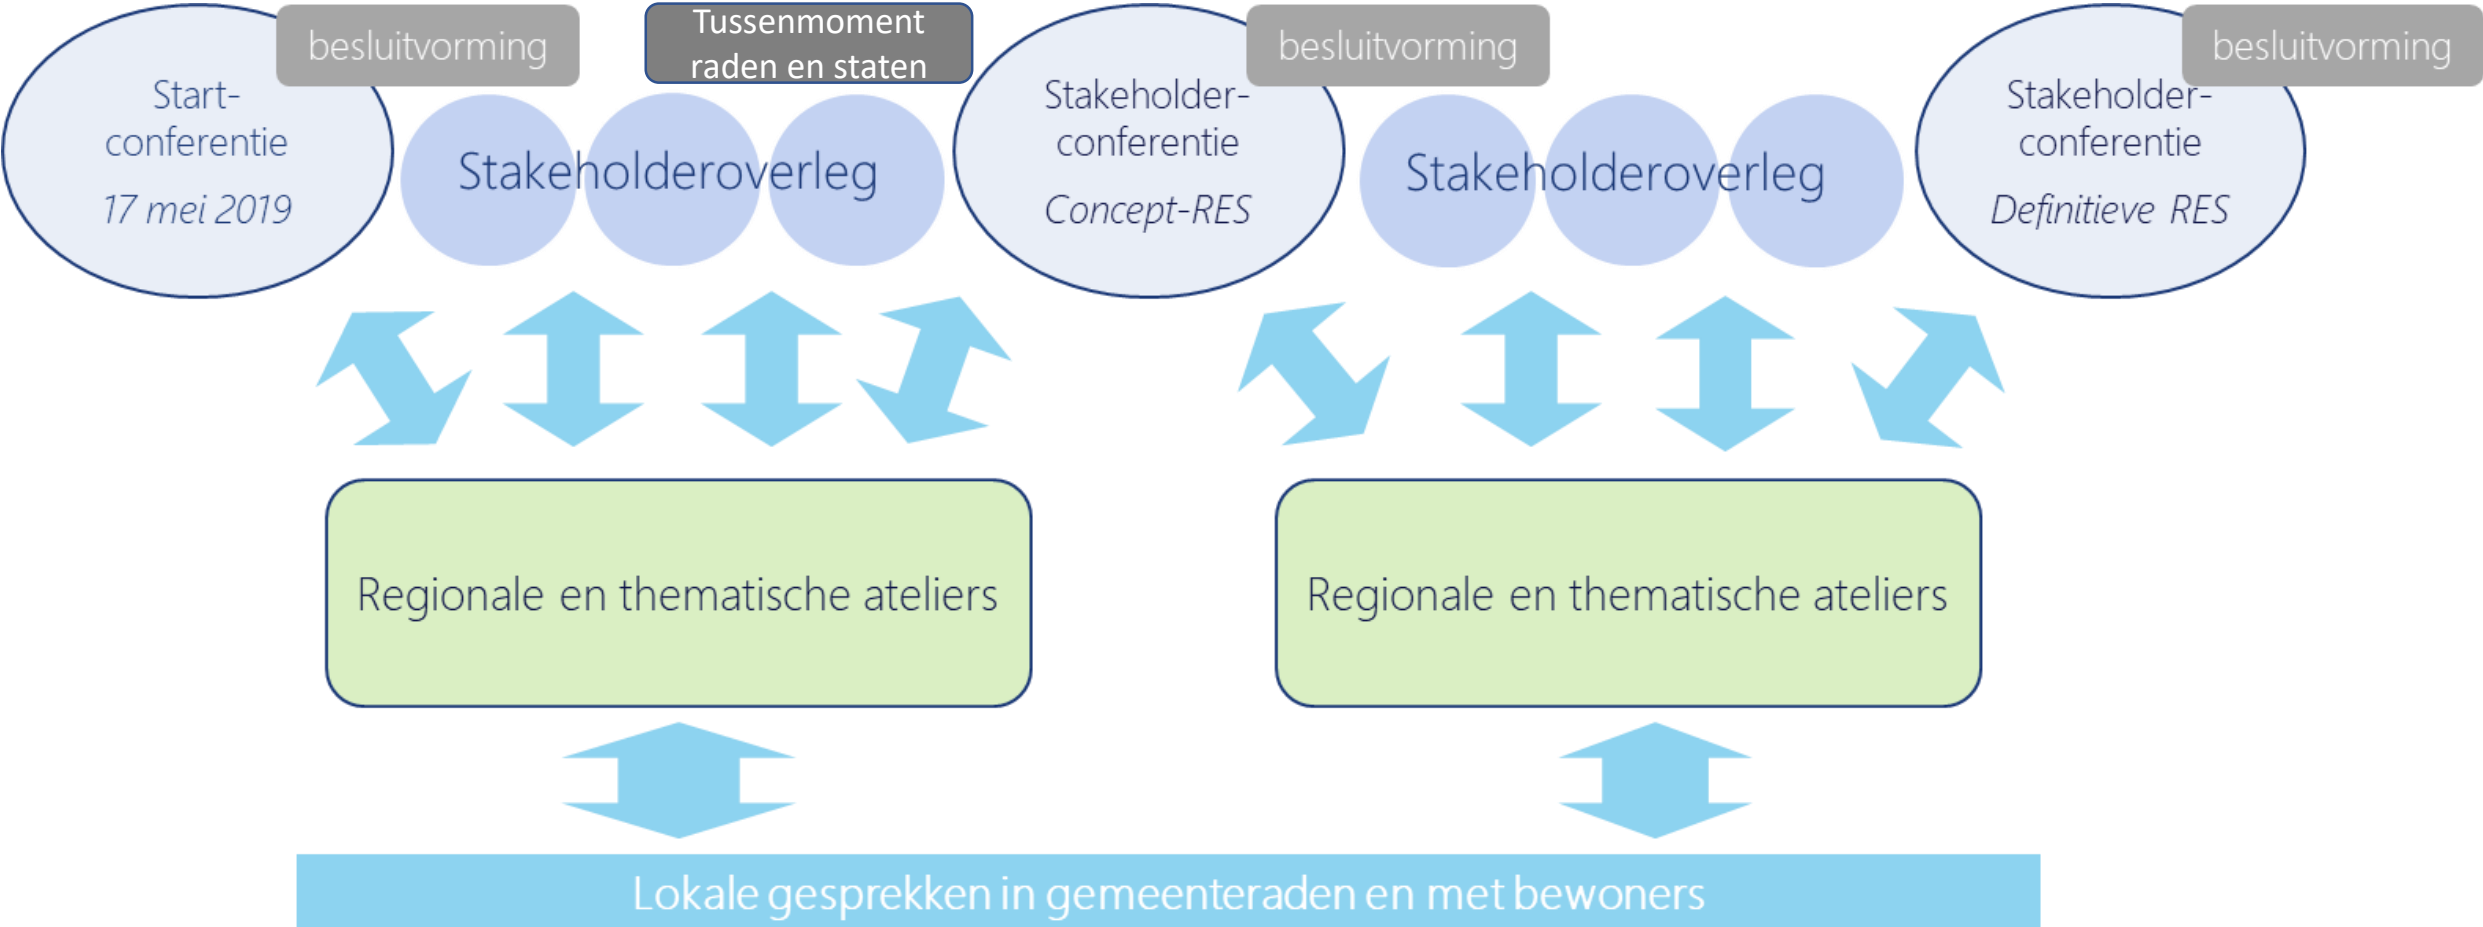 Start-
conferentie
17 mei 2019
besluitvorming
Stakeholderoverleg
Tussenmoment
raden en staten
Stakeholder-
conferentie
Concept-RES
besluitvorming
Stakeholderoverleg
Stakeholder-
conferentie
Definitieve RES
besluitvorming
Regionale en thematische ateliers
Regionale en thematische ateliers
Lokale gesprekken in gemeenteraden en met bewoners